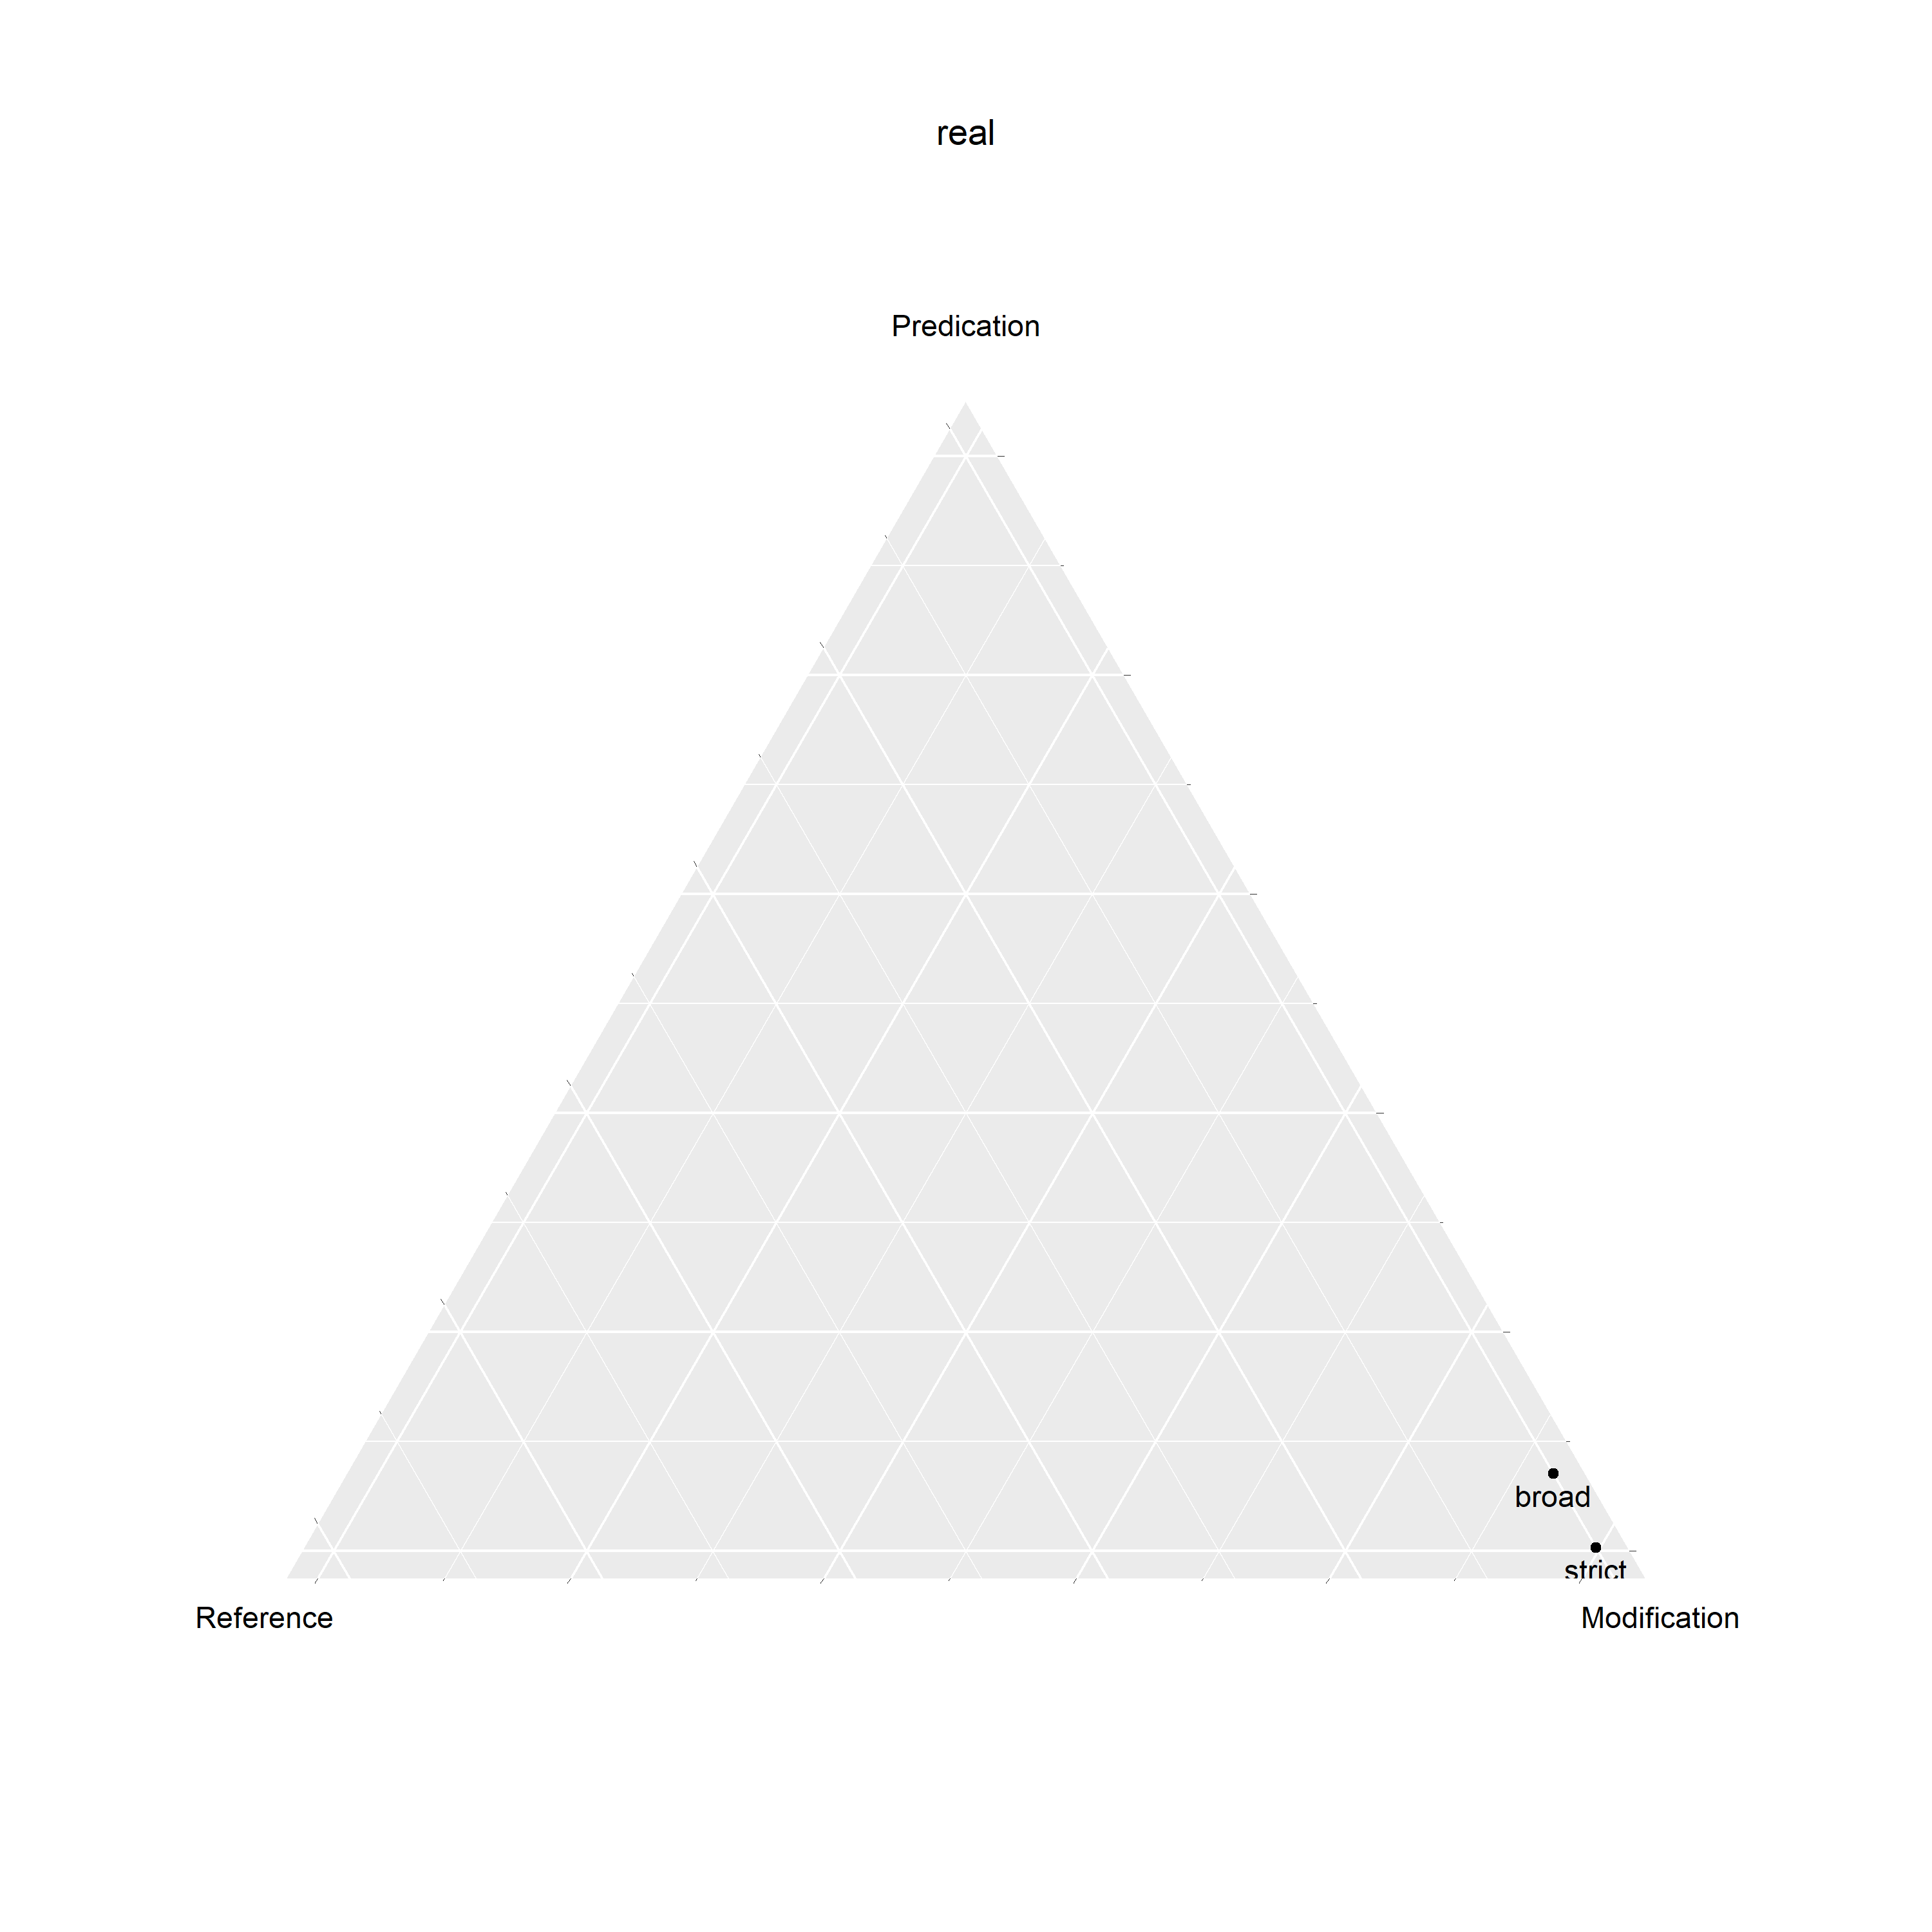 real
Predication
broad
strict
Reference
Modification